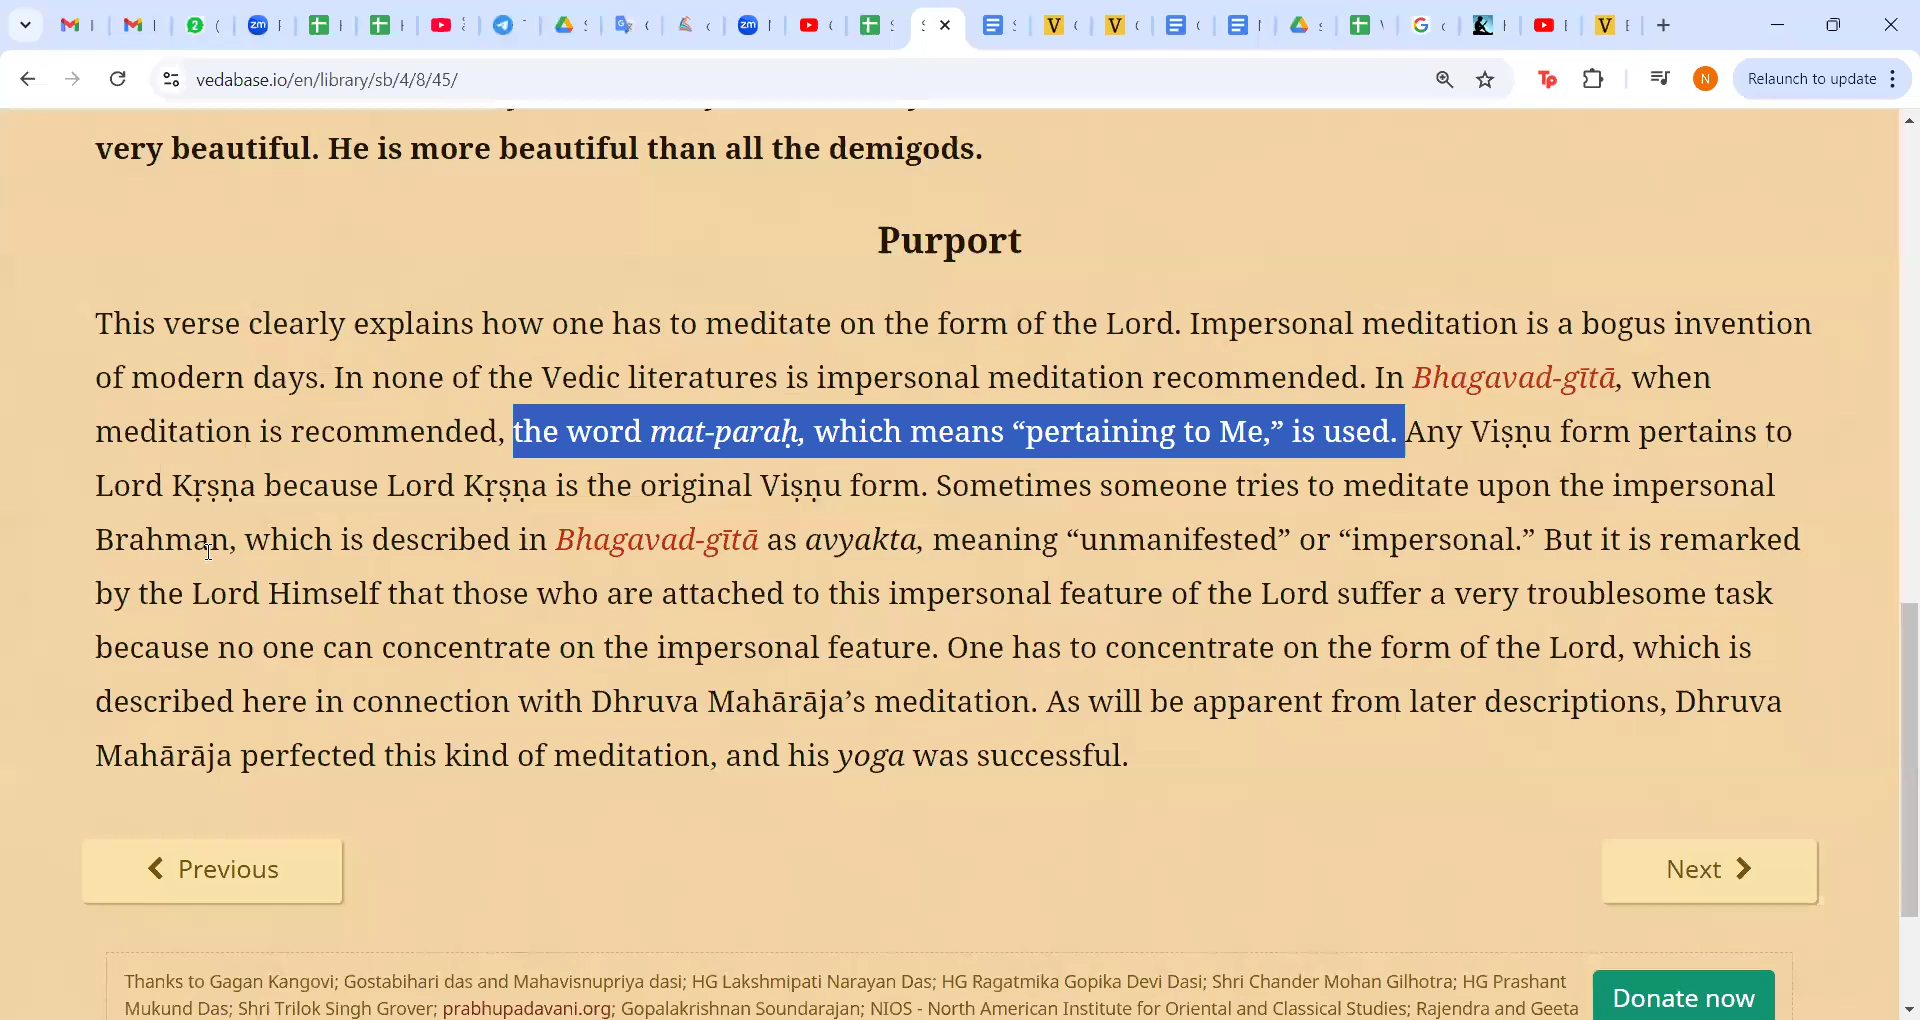 vedabase.io/en/library/sb/4/8/45/
Relaunch to update
very beautiful. He is more beautiful than all the demigods.
Purport
This verse clearly explains how one has to meditate on the form of the Lord. Impersonal meditation is a bogus invention
of modern days. In none of the Vedic literatures is impersonal meditation recommended. In Bhagavad-gītā, when
meditation is recommended, the word mat-paraḥ, which means “pertaining to Me,” is used. Any Viṣṇu form pertains to
Lord Kṛṣṇa because Lord Kṛṣṇa is the original Viṣṇu form. Sometimes someone tries to meditate upon the impersonal
Brahman, which is described in Bhagavad-gītā as avyakta, meaning “unmanifested” or “impersonal.” But it is remarked
by the Lord Himself that those who are attached to this impersonal feature of the Lord suffer a very troublesome task
because no one can concentrate on the impersonal feature. One has to concentrate on the form of the Lord, which is
described here in connection with Dhruva Mahārāja’s meditation. As will be apparent from later descriptions, Dhruva
Mahārāja perfected this kind of meditation, and his yoga was successful.
Previous
Next
Thanks to Gagan Kangovi; Gostabihari das and Mahavisnupriya dasi; HG Lakshmipati Narayan Das; HG Ragatmika Gopika Devi Dasi; Shri Chander Mohan Gilhotra; HG Prashant
Mukund Das; Shri Trilok Singh Grover; prabhupadavani.org; Gopalakrishnan Soundarajan; NIOS - North American Institute for Oriental and Classical Studies; Rajendra and Geeta
Donate now